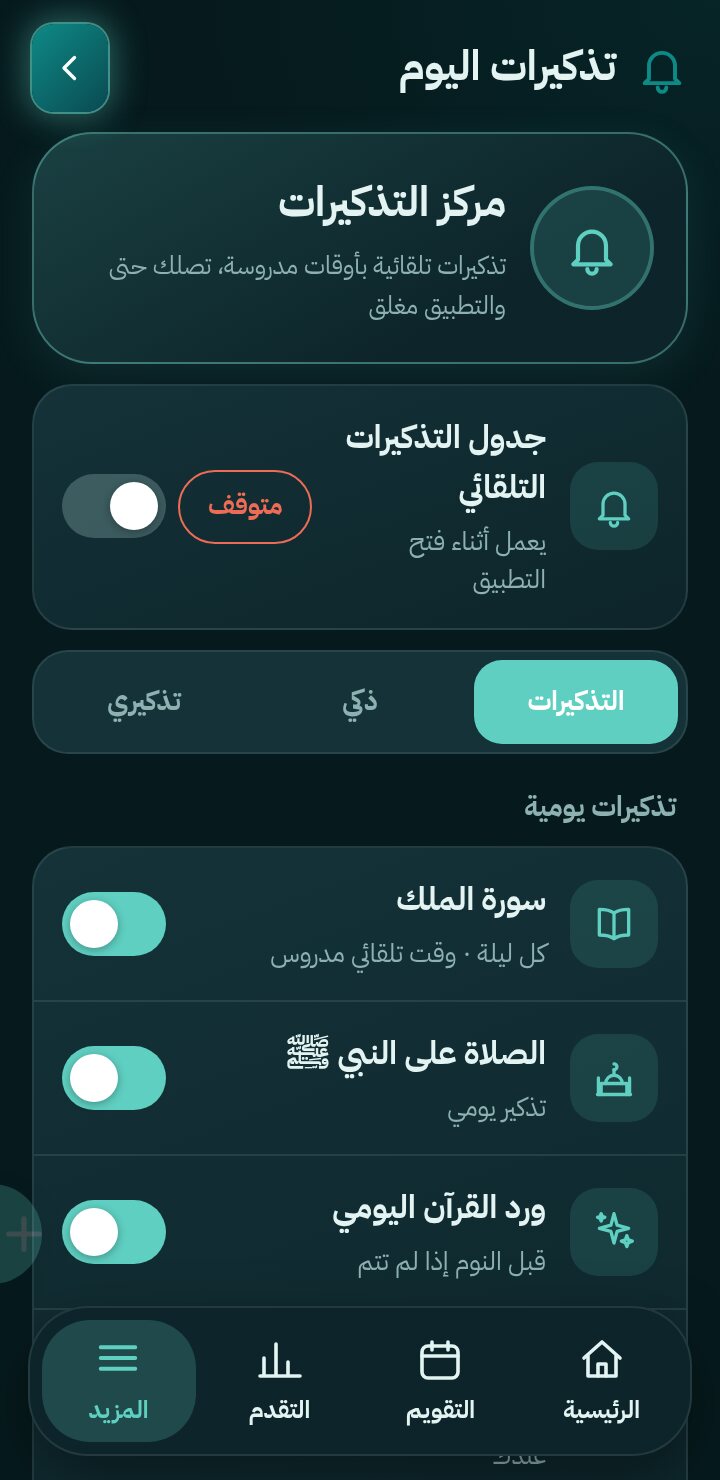 تذكيرات اليوم
مركز التذكيرات
تذكيرات تلقائية بأوقات مدروسة، تصلك حتى
والتطبيق مغلق
جدول التذكيرات
التلقائي
يعمل أثناء فتح
التطبيق
متوقف
التذكيرات
ذكي
تذكيري
تذكيرات يومية
سورة الملك
كل ليلة · وقت تلقائي مدروس
الصلاة على النبي ﷺ
تذكير يومي
ورد القرآن اليومي
قبل النوم إذا لم تتم
الرئيسية
التقويم
التقدم
المزيد